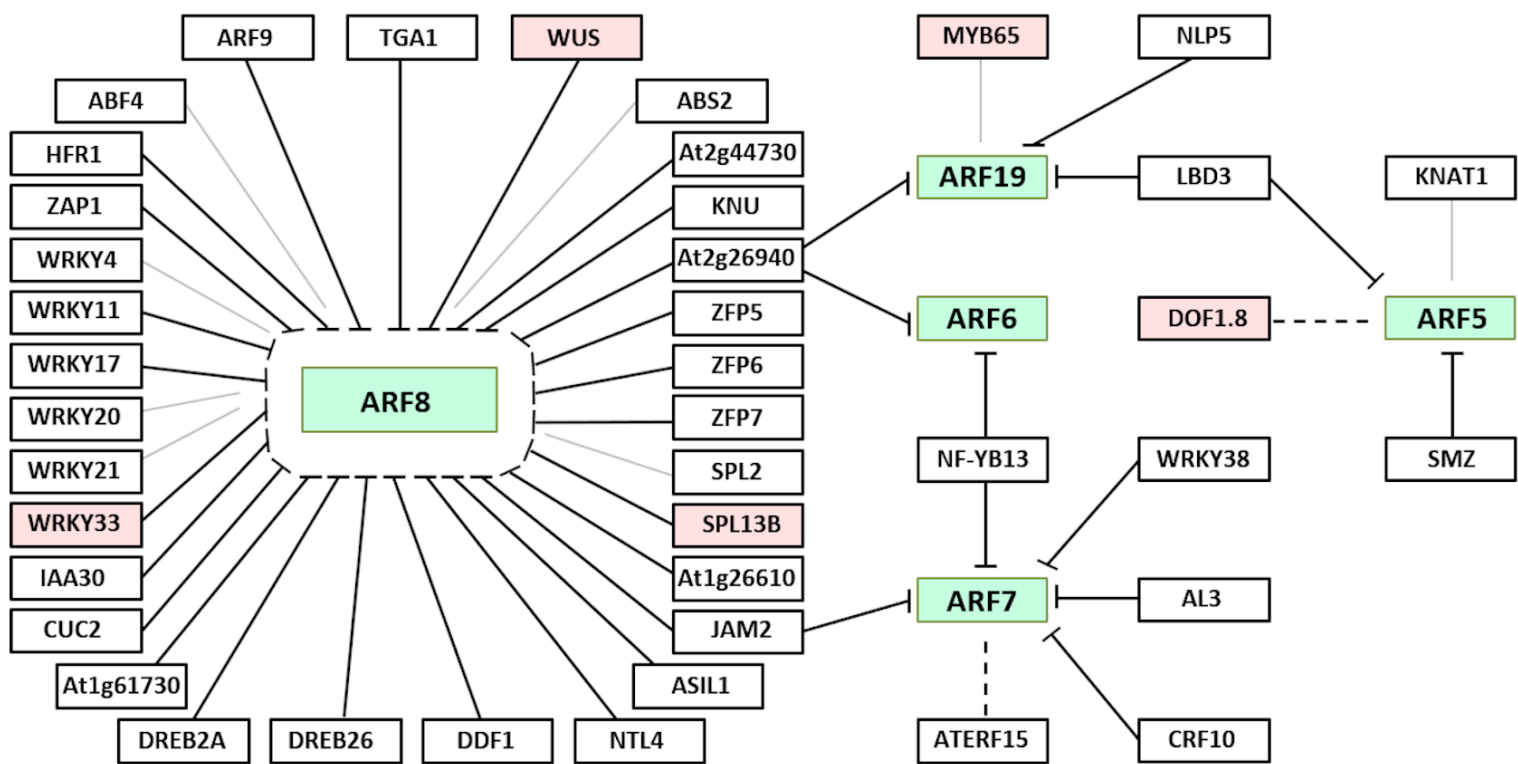 ARF9
TGA1
WUS
MYB65
NLP5
ABF4
ABS2
HFR1
At2g44730
ZAP1
KNU
ARF19
LBD3
KNAT1
WRKY4
At2g26940
WRKY11
ZFP5
ARF6
DOF1.8
ARF5
WRKY17
ZFP6
ARF8
WRKY20
ZFP7
WRKY21
SPL2
NF-YB13
WRKY38
SMZ
WRKY33
SPL13B
IAA30
At1g26610
ARF7
AL3
CUC2
JAM2
At1g61730
ASIL1
DREB2A
DREB26
DDF1
NTL4
ATERF15
CRF10